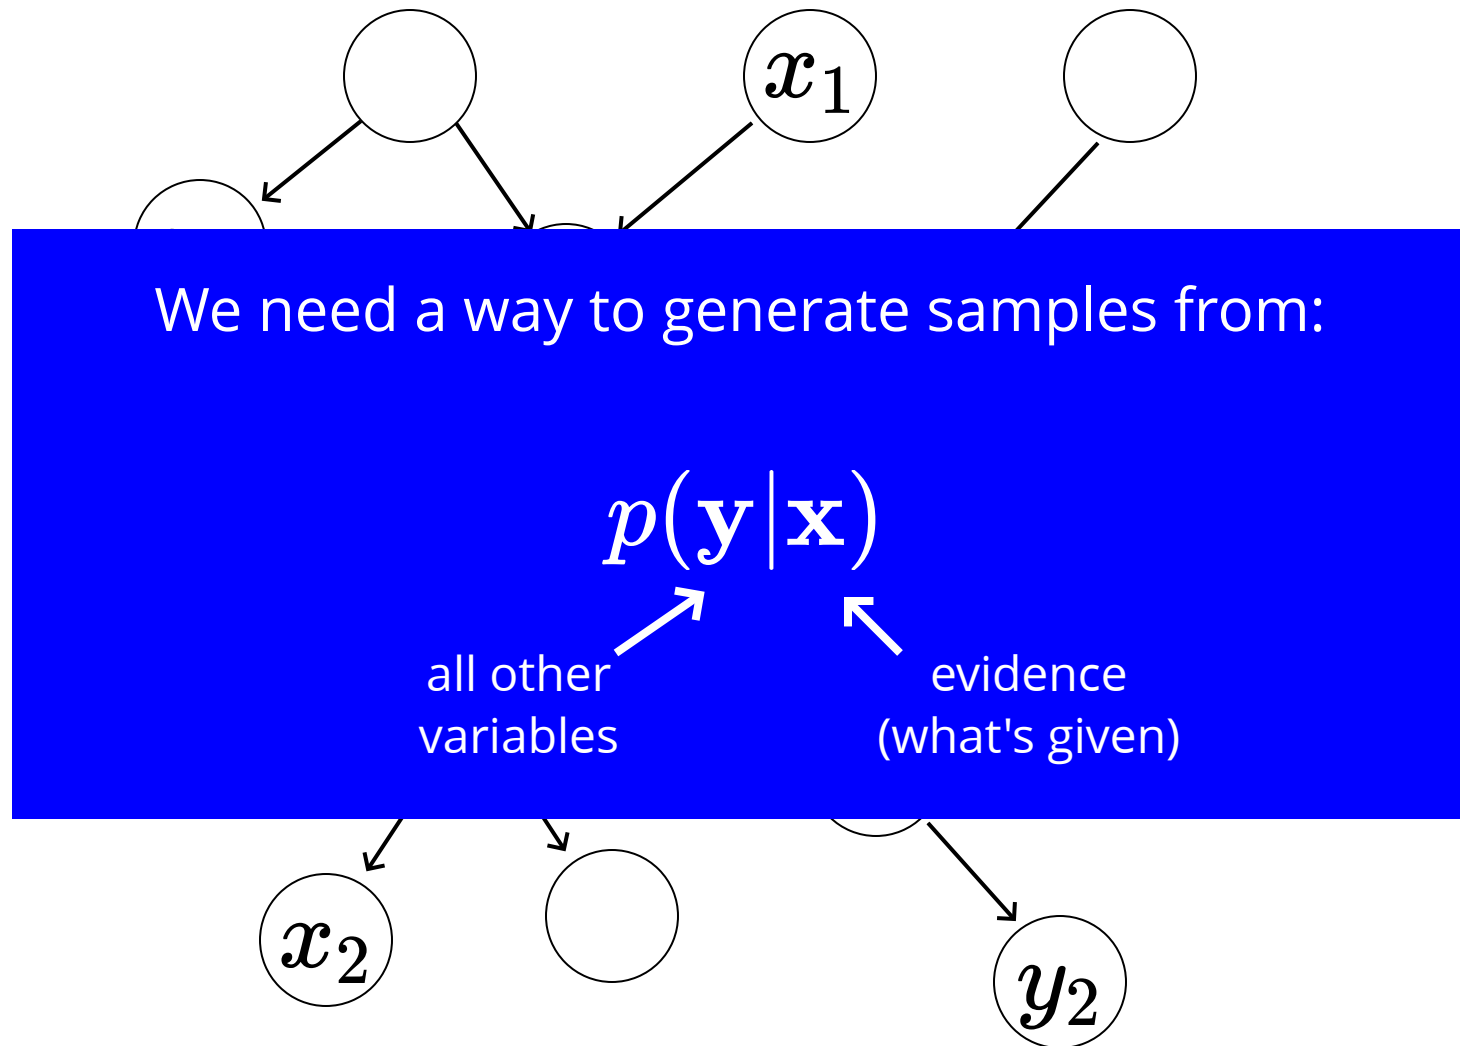 x₁
We need a way to generate samples from:
p(y|x)
all other
variables
evidence
(what's given)
x₂
y₂